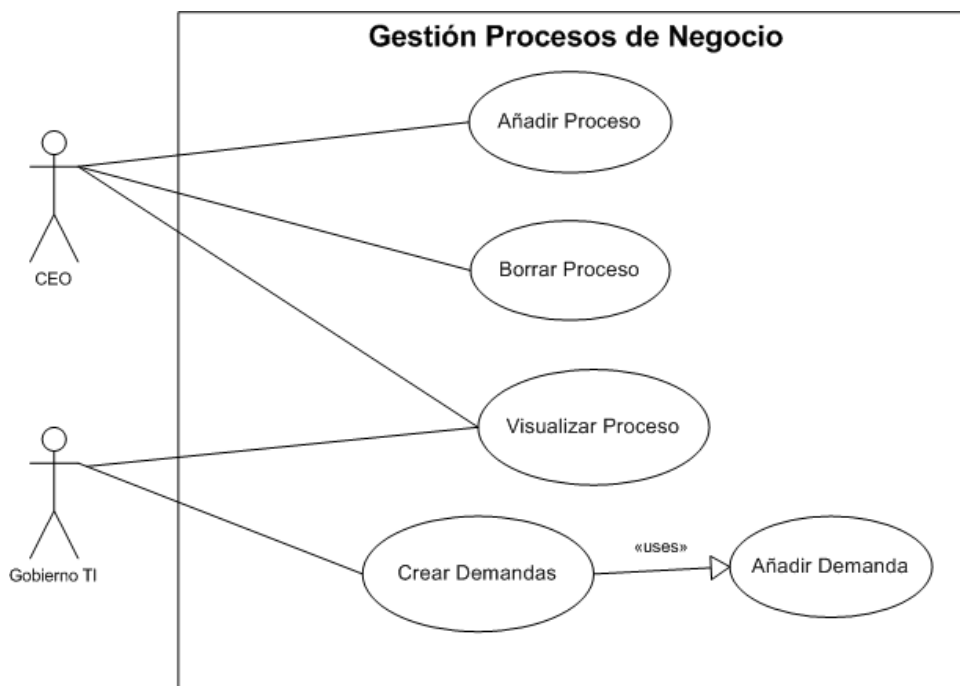 Gestión Procesos de Negocio
Añadir Proceso
CEO
Borrar Proceso
Visualizar Proceso
Gobierno TI
Crear Demandas
«uses»
Añadir Demanda